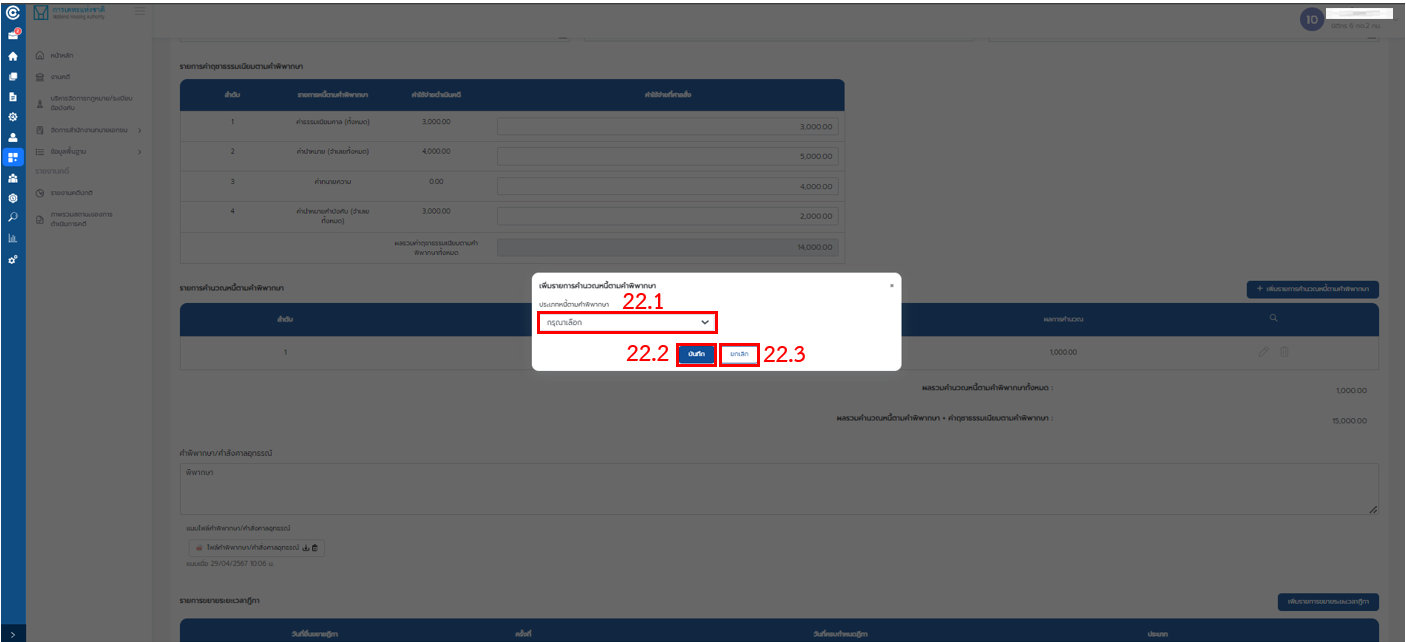 การเคหะแห่งชาติ
National Housing Authority
10
หน้าหลัก
งานคดี
บริหารจัดการกฎหมาย/ระเบียบ
ข้อบังคับ
จัดการสำนักงานทนายเอกชน
ข้อมูลพื้นฐาน
รายงานคดี
รายงานคดีปกติ
ภาพรวมสถานะของการ
ดำเนินการคดี
รายการค่าฤชาธรรมเนียมตามคำพิพากษา
ลำดับ รายการหนี้ตามคำพิพากษา ค่าใช้จ่ายดำเนินคดี ค่าใช้จ่ายที่ศาลสั่ง
1 ค่าธรรมเนียมศาล (ทั้งหมด) 3,000.00 3,000.00
2 ค่านำหมาย (จำเลยทั้งหมด) 4,000.00 5,000.00
3 ค่าทนายความ 0.00 4,000.00
4 ค่านำหมายคำบังคับ (จำเลย
ทั้งหมด) 3,000.00 2,000.00
ผลรวมค่าฤชาธรรมเนียมตามคำ
พิพากษาทั้งหมด 14,000.00
รายการคำนวณหนี้ตามคำพิพากษา
+ เพิ่มรายการคำนวณหนี้ตามคำพิพากษา
ลำดับ ผลการคำนวณ
1 1,000.00
เพิ่มรายการคำนวณหนี้ตามคำพิพากษา ×
ประเภทหนี้ตามคำพิพากษา 22.1
กรุณาเลือก
22.2 บันทึก ยกเลิก 22.3
ผลรวมคำนวณหนี้ตามคำพิพากษาทั้งหมด : 1,000.00
ผลรวมคำนวณหนี้ตามคำพิพากษา + ค่าฤชาธรรมเนียมตามคำพิพากษา : 15,000.00
คำพิพากษา/คำสั่งศาลอุทธรณ์
พิพากษา
แนบไฟล์คำพิพากษา/คำสั่งศาลอุทธรณ์
ไฟล์คำพิพากษา/คำสั่งศาลอุทธรณ์
แนบเมื่อ 29/04/2567 10:06 น.
รายการขยายระยะเวลาฎีกา
เพิ่มรายการขยายระยะเวลาฎีกา
วันที่ยื่นขยายฎีกา ครั้งที่ วันที่ครบกำหนดฎีกา ประเภท